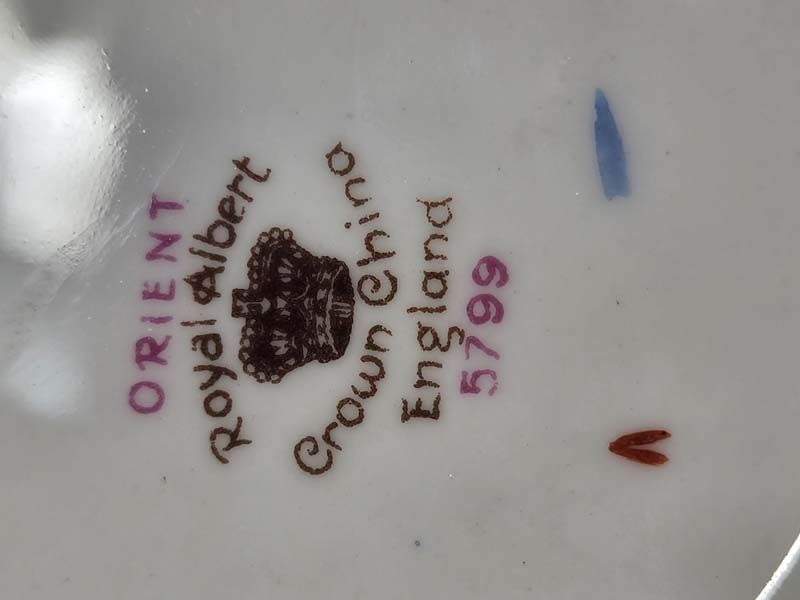 ORIENT
Royal Albert
Crown China
England
5799